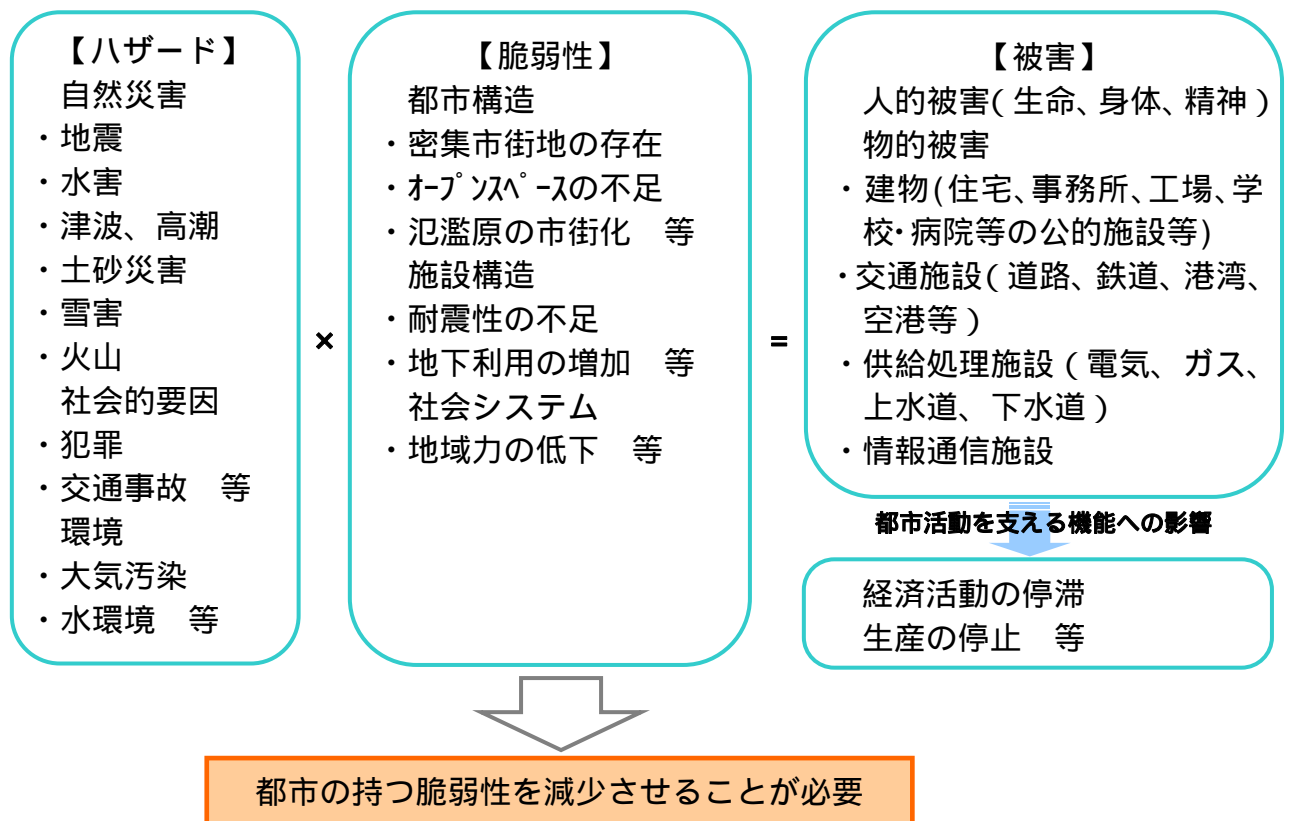 【ハザード】
自然災害
・地震
・水害
・津波、高潮
・土砂災害
・雪害
・火山
社会的要因
・犯罪
・交通事故　等
環境
・大気汚染
・水環境　等
×
【脆弱性】
都市構造
・密集市街地の存在
・ｵｰﾌﾟﾝｽﾍﾟｰｽの不足
・氾濫原の市街化　等
施設構造
・耐震性の不足
・地下利用の増加　等
社会システム
・地域力の低下　等
=
【被害】
人的被害(生命、身体、精神)
物的被害
・建物(住宅、事務所、工場、学
校・病院等の公的施設等)
・交通施設(道路、鉄道、港湾、
空港等)
・供給処理施設(電気、ガス、
上水道、下水道)
・情報通信施設
都市活動を支える機能への影響
経済活動の停滞
生産の停止　等
都市の持つ脆弱性を減少させることが必要